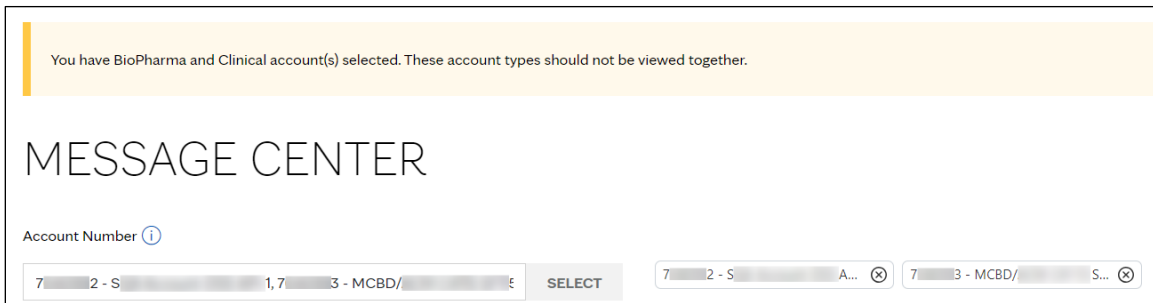 You have BioPharma and Clinical account(s) selected. These account types should not be viewed together.
MESSAGE CENTER
Account Number
7 2 - S 1, 7 3 - MCBD/ SELECT 7 2 - S A... 7 3 - MCBD/ S...